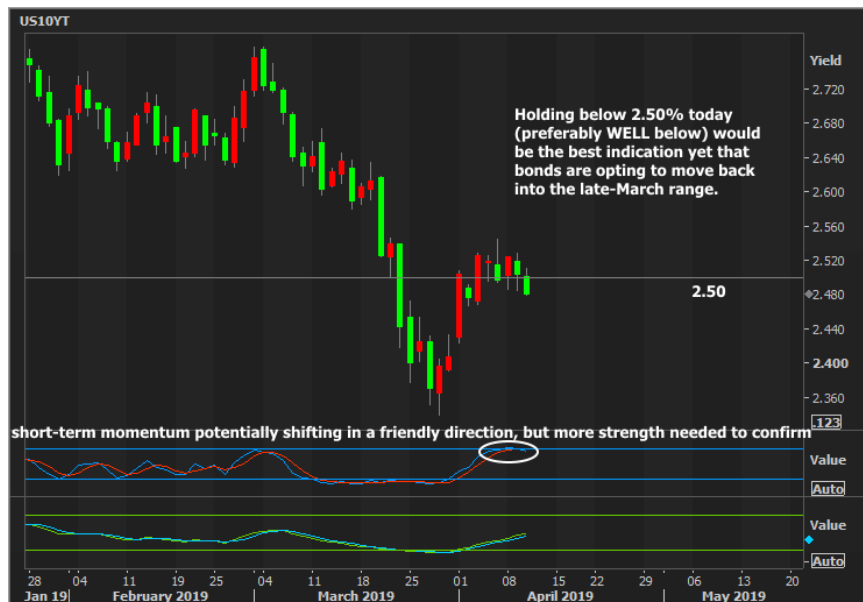 US10YT
Yield
2.720
2.680
2.640
2.600
2.560
2.520
2.480
2.440
2.400
2.360
.123
Holding below 2.50% today
(preferably WELL below) would
be the best indication yet that
bonds are opting to move back
into the late-March range.
2.50
short-term momentum potentially shifting in a friendly direction, but more strength needed to confirm
Value
Auto
Value
Auto
28 04 11 19 25 04 11 18 25 01 08 15 22 29 06 13 20
Jan 19 February 2019 March 2019 April 2019 May 2019